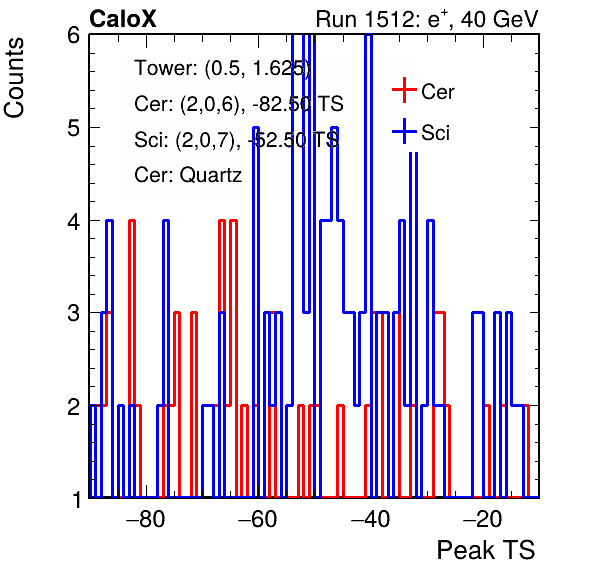 CaloX
Run 1512: e+, 40 GeV
Counts
6
5
4
3
2
1
Tower: (0.5, 1.625)
Cer: (2,0,6), -82.50 TS
Sci: (2,0,7), -52.50 TS
Cer: Quartz
Cer
Sci
−80
−60
−40
−20
Peak TS